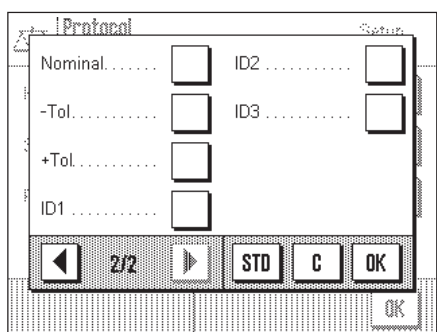 Protocol Setup
Nominal....... ID2 ...........
-Tol............ ID3 ...........
+Tol............
ID1 ...........
2/2 STD C OK
OK